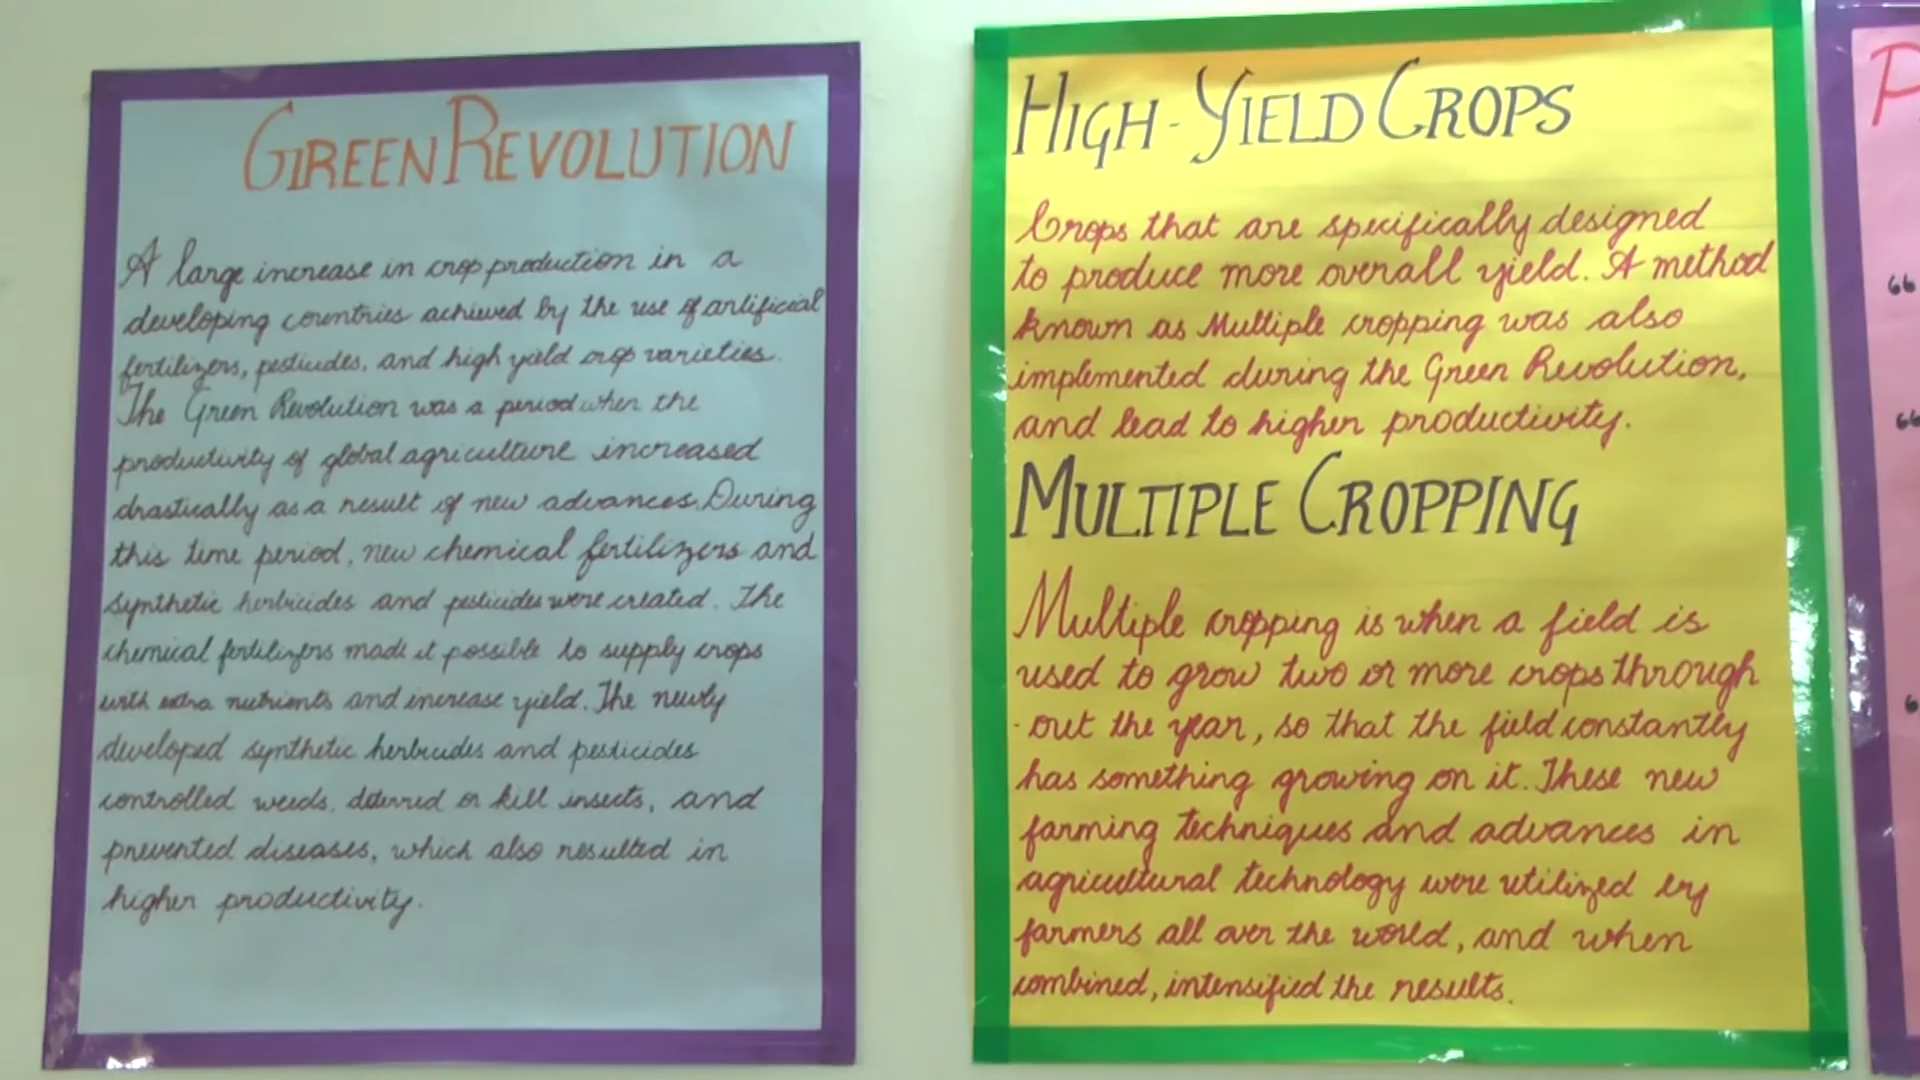 GREEN REVOLUTION
A large increase in crop production in a
developing countries achieved by the use of artificial
fertilizers, pesticides, and high yield crop varieties.
The Green Revolution was a period when the
productivity of global agriculture increased
drastically as a result of new advances. During
this time period, new chemical fertilizers and
synthetic herbicides and pesticides were created. The
chemical fertilizers made it possible to supply crops
with extra nutrients and increase yield. The newly
developed synthetic herbicides and pesticides
controlled weeds, deterred or kill insects, and
prevented diseases, which also resulted in
higher productivity.
HIGH-YIELD CROPS
Crops that are specifically designed
to produce more overall yield. A method
known as Multiple cropping was also
implemented during the Green Revolution,
and lead to higher productivity.
MULTIPLE CROPPING
Multiple cropping is when a field is
used to grow two or more crops through
-out the year, so that the field constantly
has something growing on it. These new
farming techniques and advances in
agricultural technology were utilized by
farmers all over the world, and when
combined, intensified the results.